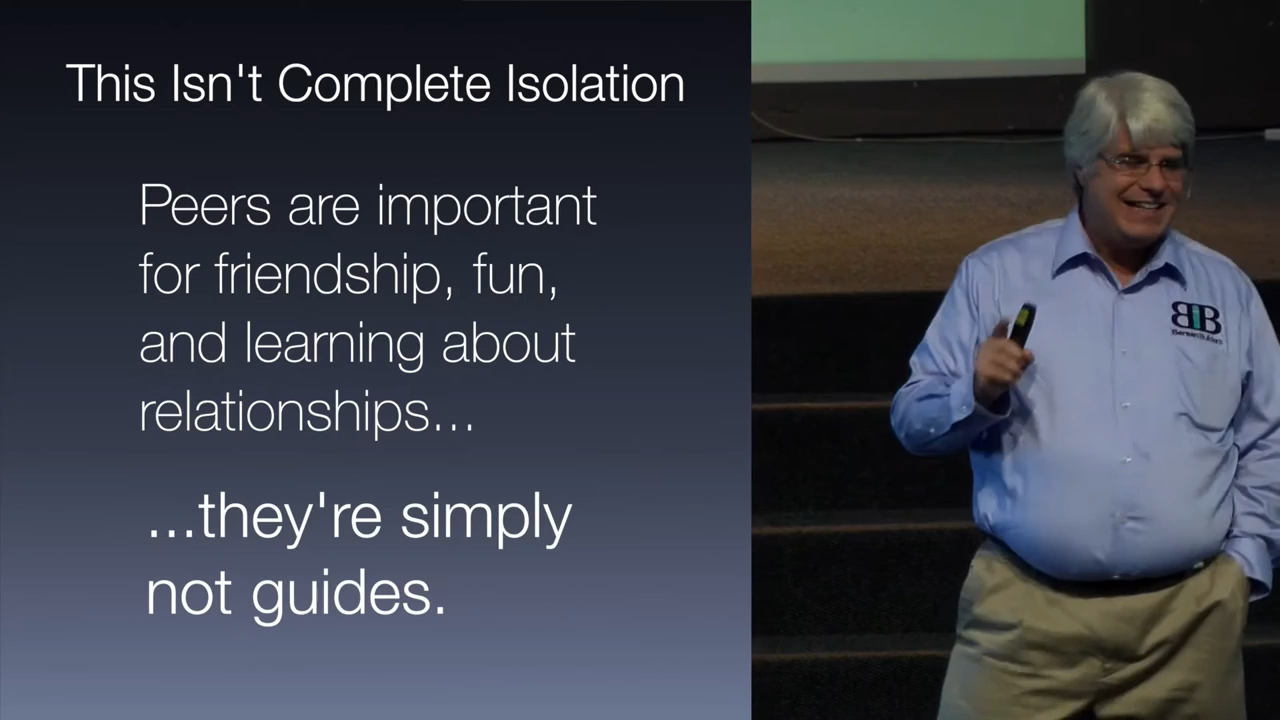 This Isn't Complete Isolation
Peers are important
for friendship, fun,
and learning about
relationships...
...they're simply
not guides.
BB